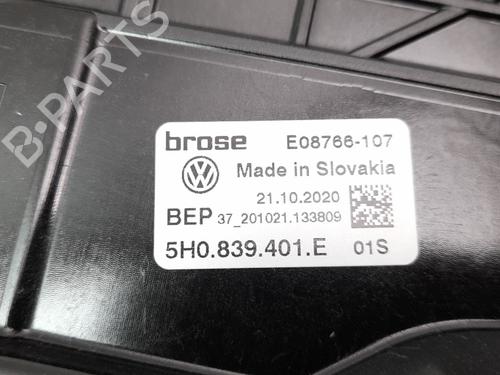 B-PARTS
brose E08766-107
Made in Slovakia
21.10.2020
BEP 37_201021.133809
5H0.839.401.E 01S